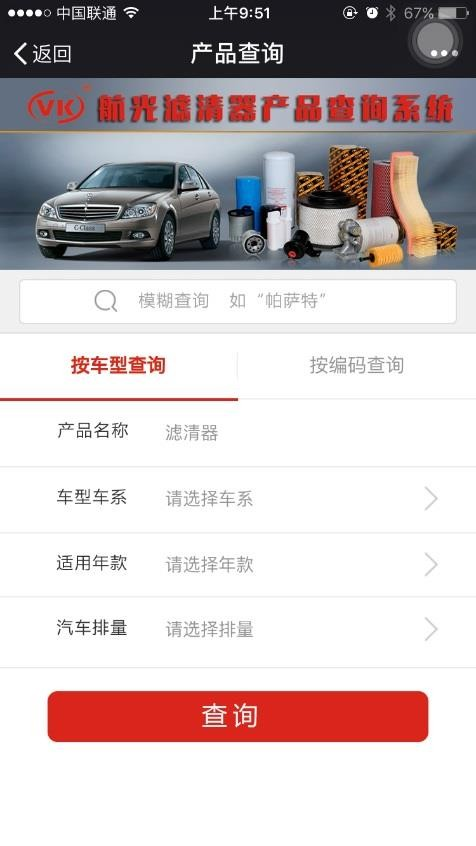 中国联通 上午9:51 67%
返回 产品查询
VK® 航光滤清器产品查询系统
C-Class
模糊查询 如“帕萨特”
按车型查询 按编码查询
产品名称 滤清器
车型车系 请选择车系
适用年款 请选择年款
汽车排量 请选择排量
查询